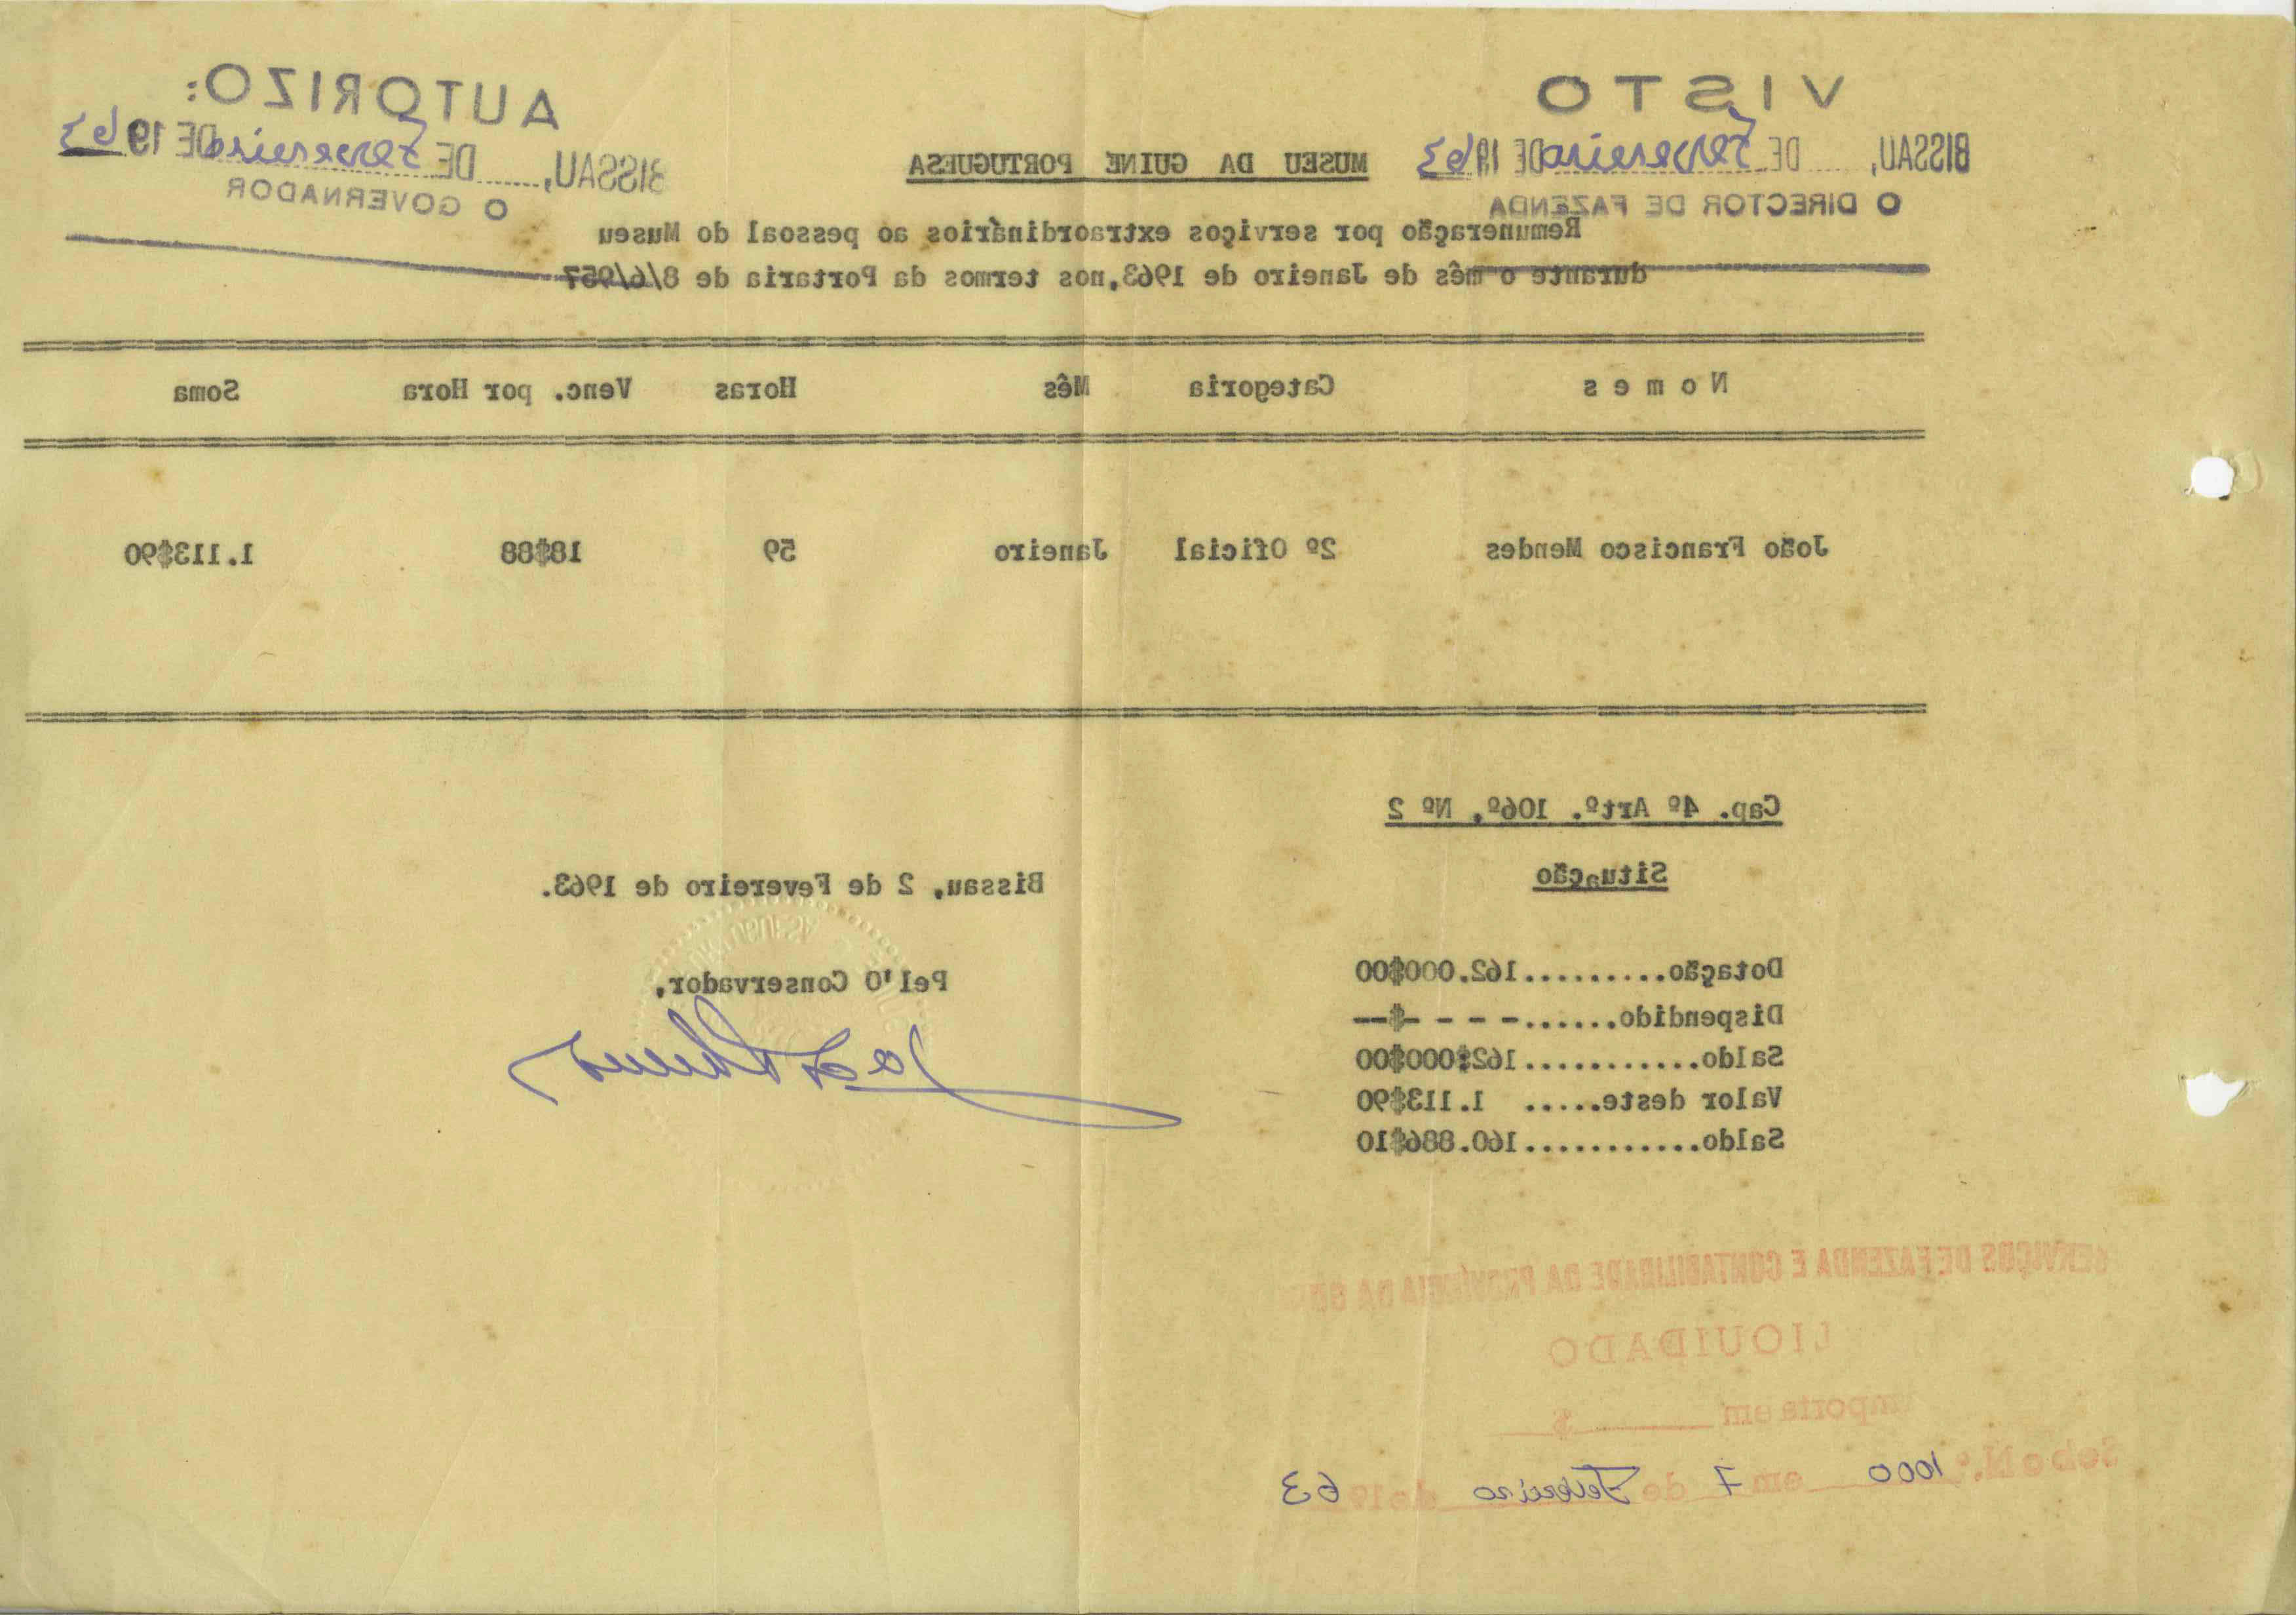 VISTO
BISSAU, DE Fevereiro DE 1963
O DIRECTOR DE FAZENDA
AUTORIZO:
BISSAU, DE Fevereiro DE 1963
O GOVERNADOR
MUSEU DA GUINÉ PORTUGUESA
Remuneração por serviços extraordinários ao pessoal do Museu
durante o mês de Janeiro de 1963, nos termos da Portaria de 8/6/957
Nomes Categoria Mês Horas Venc. por Hora Soma
João Francisco Mendes 2º Oficial Janeiro 59 18$88 1.113$90
Cap. 4º Artº. 106º, Nº 2
Situação
Dotação..........162.000$00
Dispendido......- - - -$--
Saldo............162$000$00
Valor deste..... 1.113$90
Saldo............160.886$10
Bissau, 2 de Fevereiro de 1963.
Pel'O Conservador,
SERVIÇOS DE FAZENDA E CONTABILIDADE DA PROVÍNCIA DA
LIQUIDADO
Importa em $
Sob o N.º 1000 em 7 de Fevereiro de 19 63